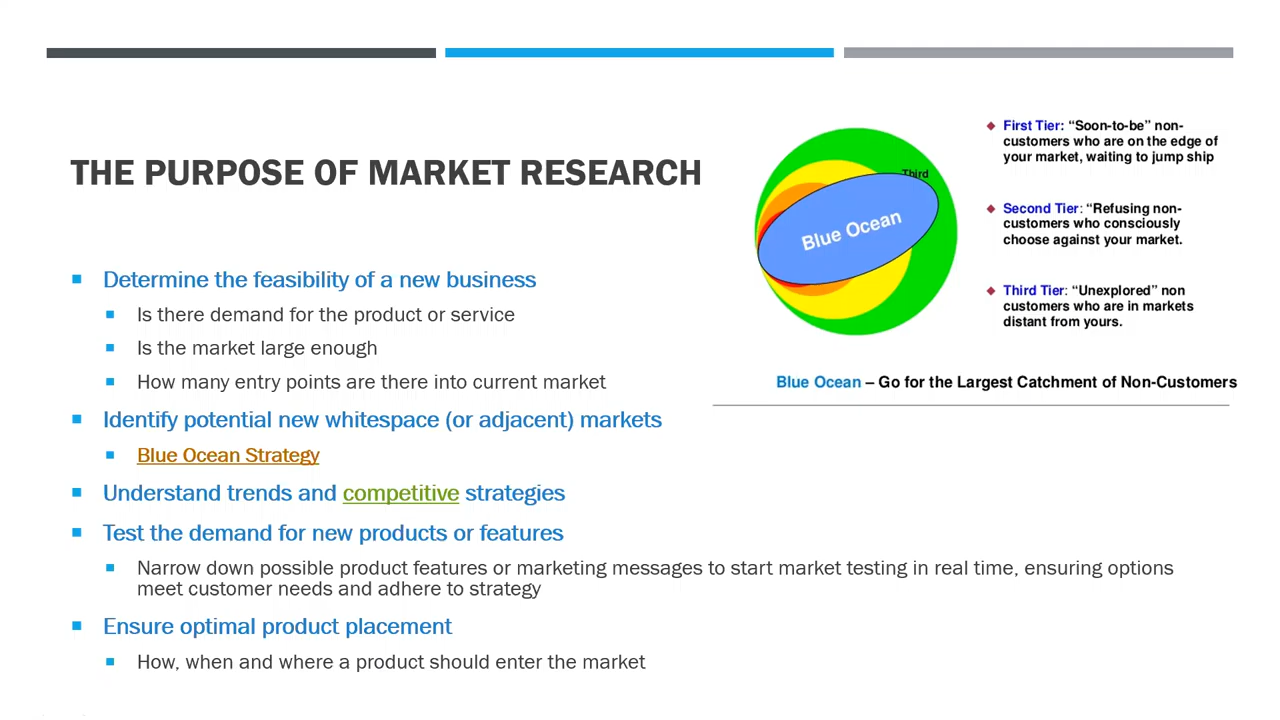 THE PURPOSE OF MARKET RESEARCH
Determine the feasibility of a new business
Is there demand for the product or service
Is the market large enough
How many entry points are there into current market
Identify potential new whitespace (or adjacent) markets
Blue Ocean Strategy
Understand trends and competitive strategies
Test the demand for new products or features
Narrow down possible product features or marketing messages to start market testing in real time, ensuring options
meet customer needs and adhere to strategy
Ensure optimal product placement
How, when and where a product should enter the market
Third
Blue Ocean
First Tier: “Soon-to-be” non-
customers who are on the edge of
your market, waiting to jump ship
Second Tier: “Refusing non-
customers who consciously
choose against your market.
Third Tier: “Unexplored” non
customers who are in markets
distant from yours.
Blue Ocean – Go for the Largest Catchment of Non-Customers